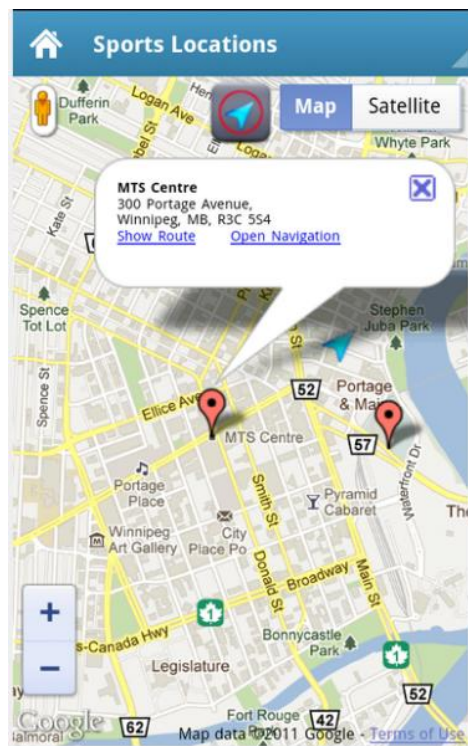 Sports Locations
Map
Satellite
Dufferin
Park
Logan Ave
Whyte Park
MTS Centre
300 Portage Avenue,
Winnipeg, MB, R3C 5S4
Show Route
Open Navigation
Kate St
Spence
Tot Lot
Stephen
Juba Park
Spence St
Ellice Ave
52
Portage
& Main
57
MTS Centre
Waterfront Dr
Portage
Place
Smith St
Pyramid
Cabaret
Winnipeg
Art Gallery
City
Place Po
Donald St
Broadway
Main St
+
−
1
s-Canada Hwy
Bonnycastle
Park
1
Legislature
52
Google
62
Fort Rouge
42
Map data ©2011 Google - Terms of Use